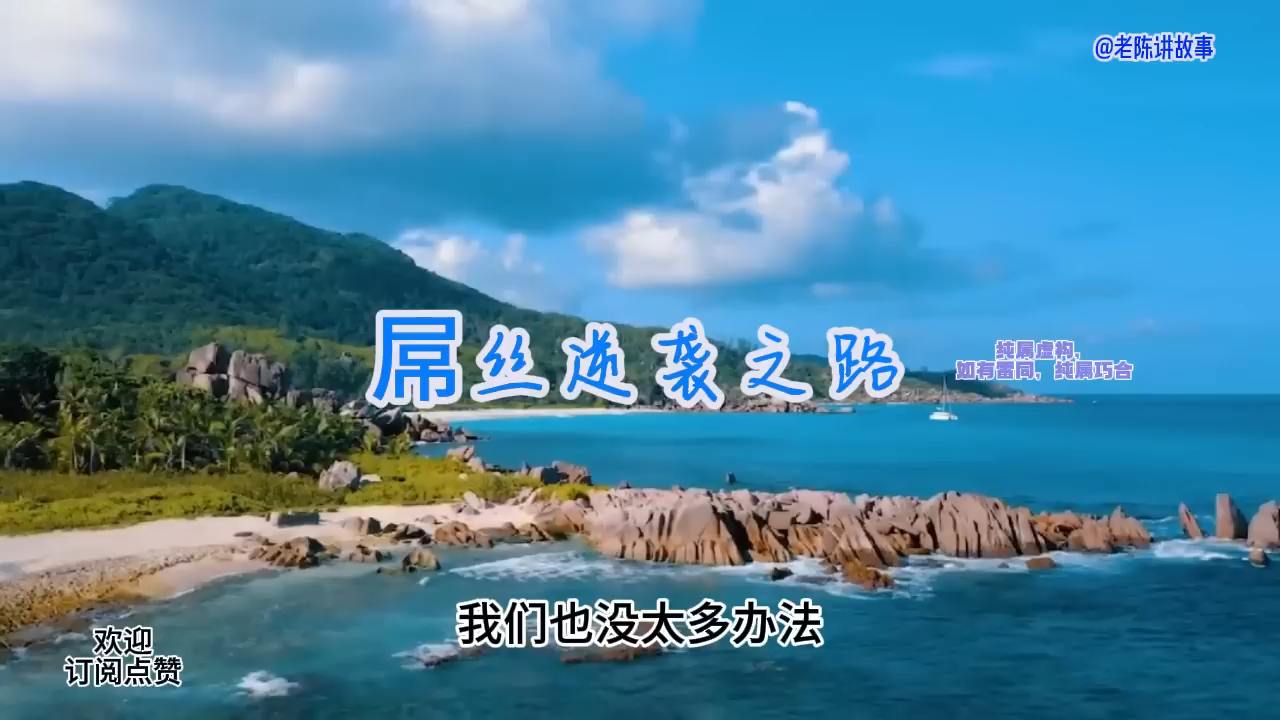 @老陈讲故事
屌丝逆袭之路
纯属虚构，
如有雷同，纯属巧合
我们也没太多办法
欢迎
订阅点赞